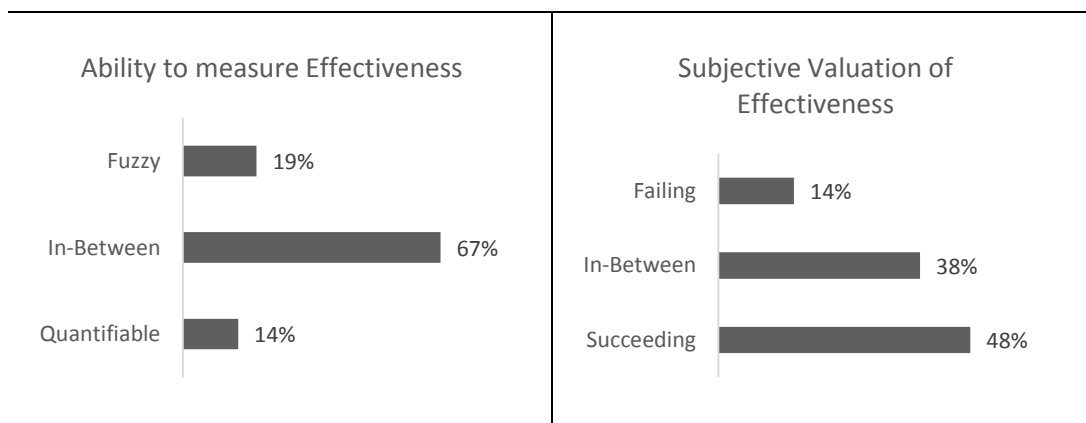 Ability to measure Effectiveness
Fuzzy
19%
In-Between
67%
Quantifiable
14%
Subjective Valuation of
Effectiveness
Failing
14%
In-Between
38%
Succeeding
48%